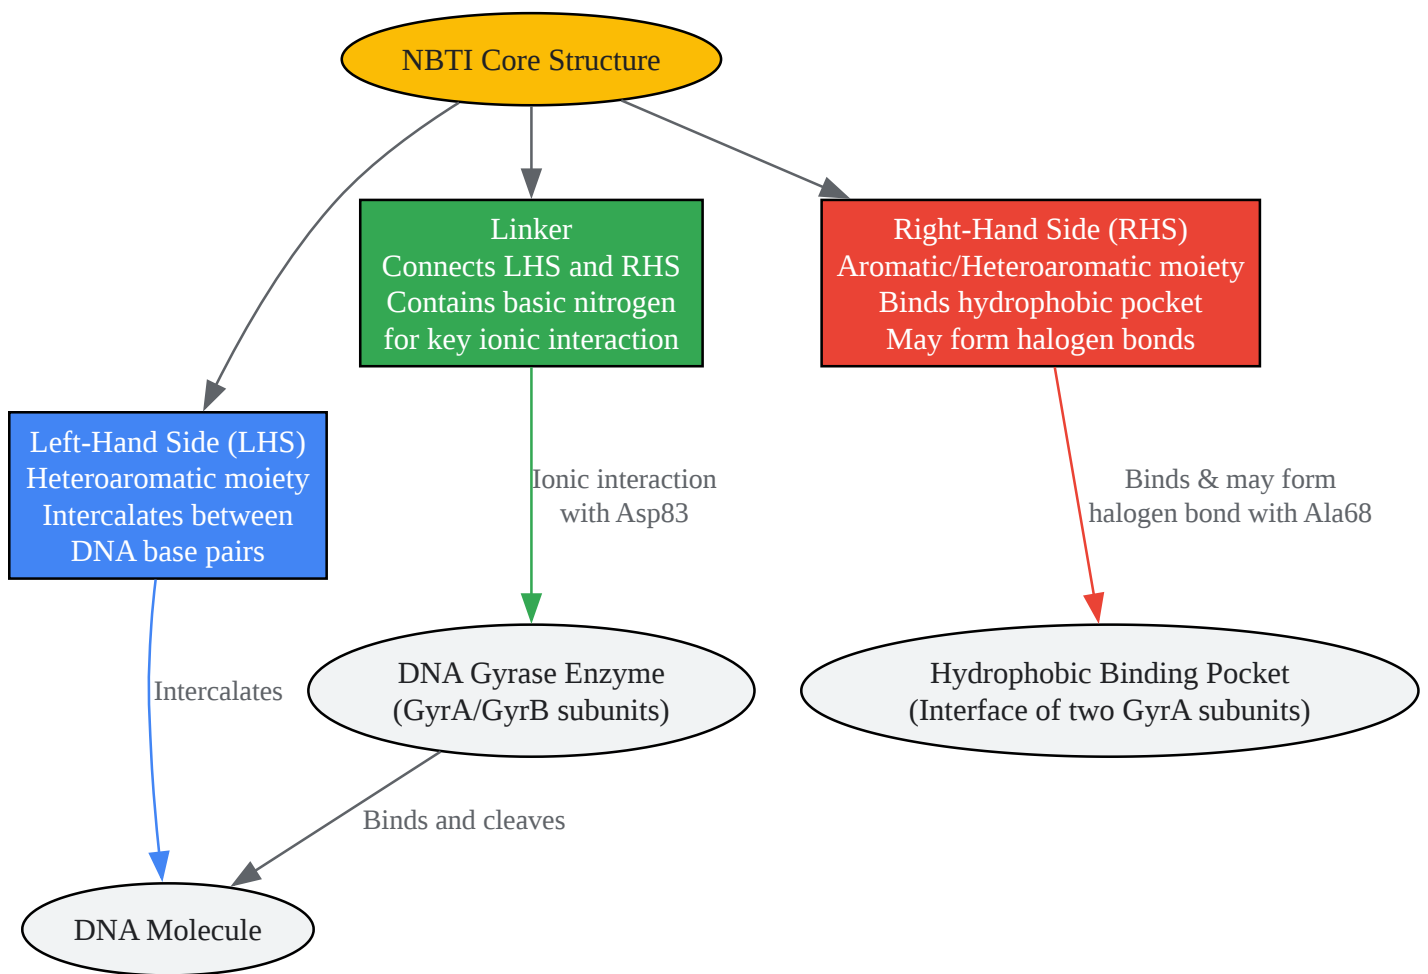 NBTI Core Structure
Linker
Connects LHS and RHS
Contains basic nitrogen
for key ionic interaction
Right-Hand Side (RHS)
Aromatic/Heteroaromatic moiety
Binds hydrophobic pocket
May form halogen bonds
Left-Hand Side (LHS)
Heteroaromatic moiety
Intercalates between
DNA base pairs
Ionic interaction
with Asp83
Binds & may form
halogen bond with Ala68
Intercalates
DNA Gyrase Enzyme
(GyrA/GyrB subunits)
Hydrophobic Binding Pocket
(Interface of two GyrA subunits)
Binds and cleaves
DNA Molecule